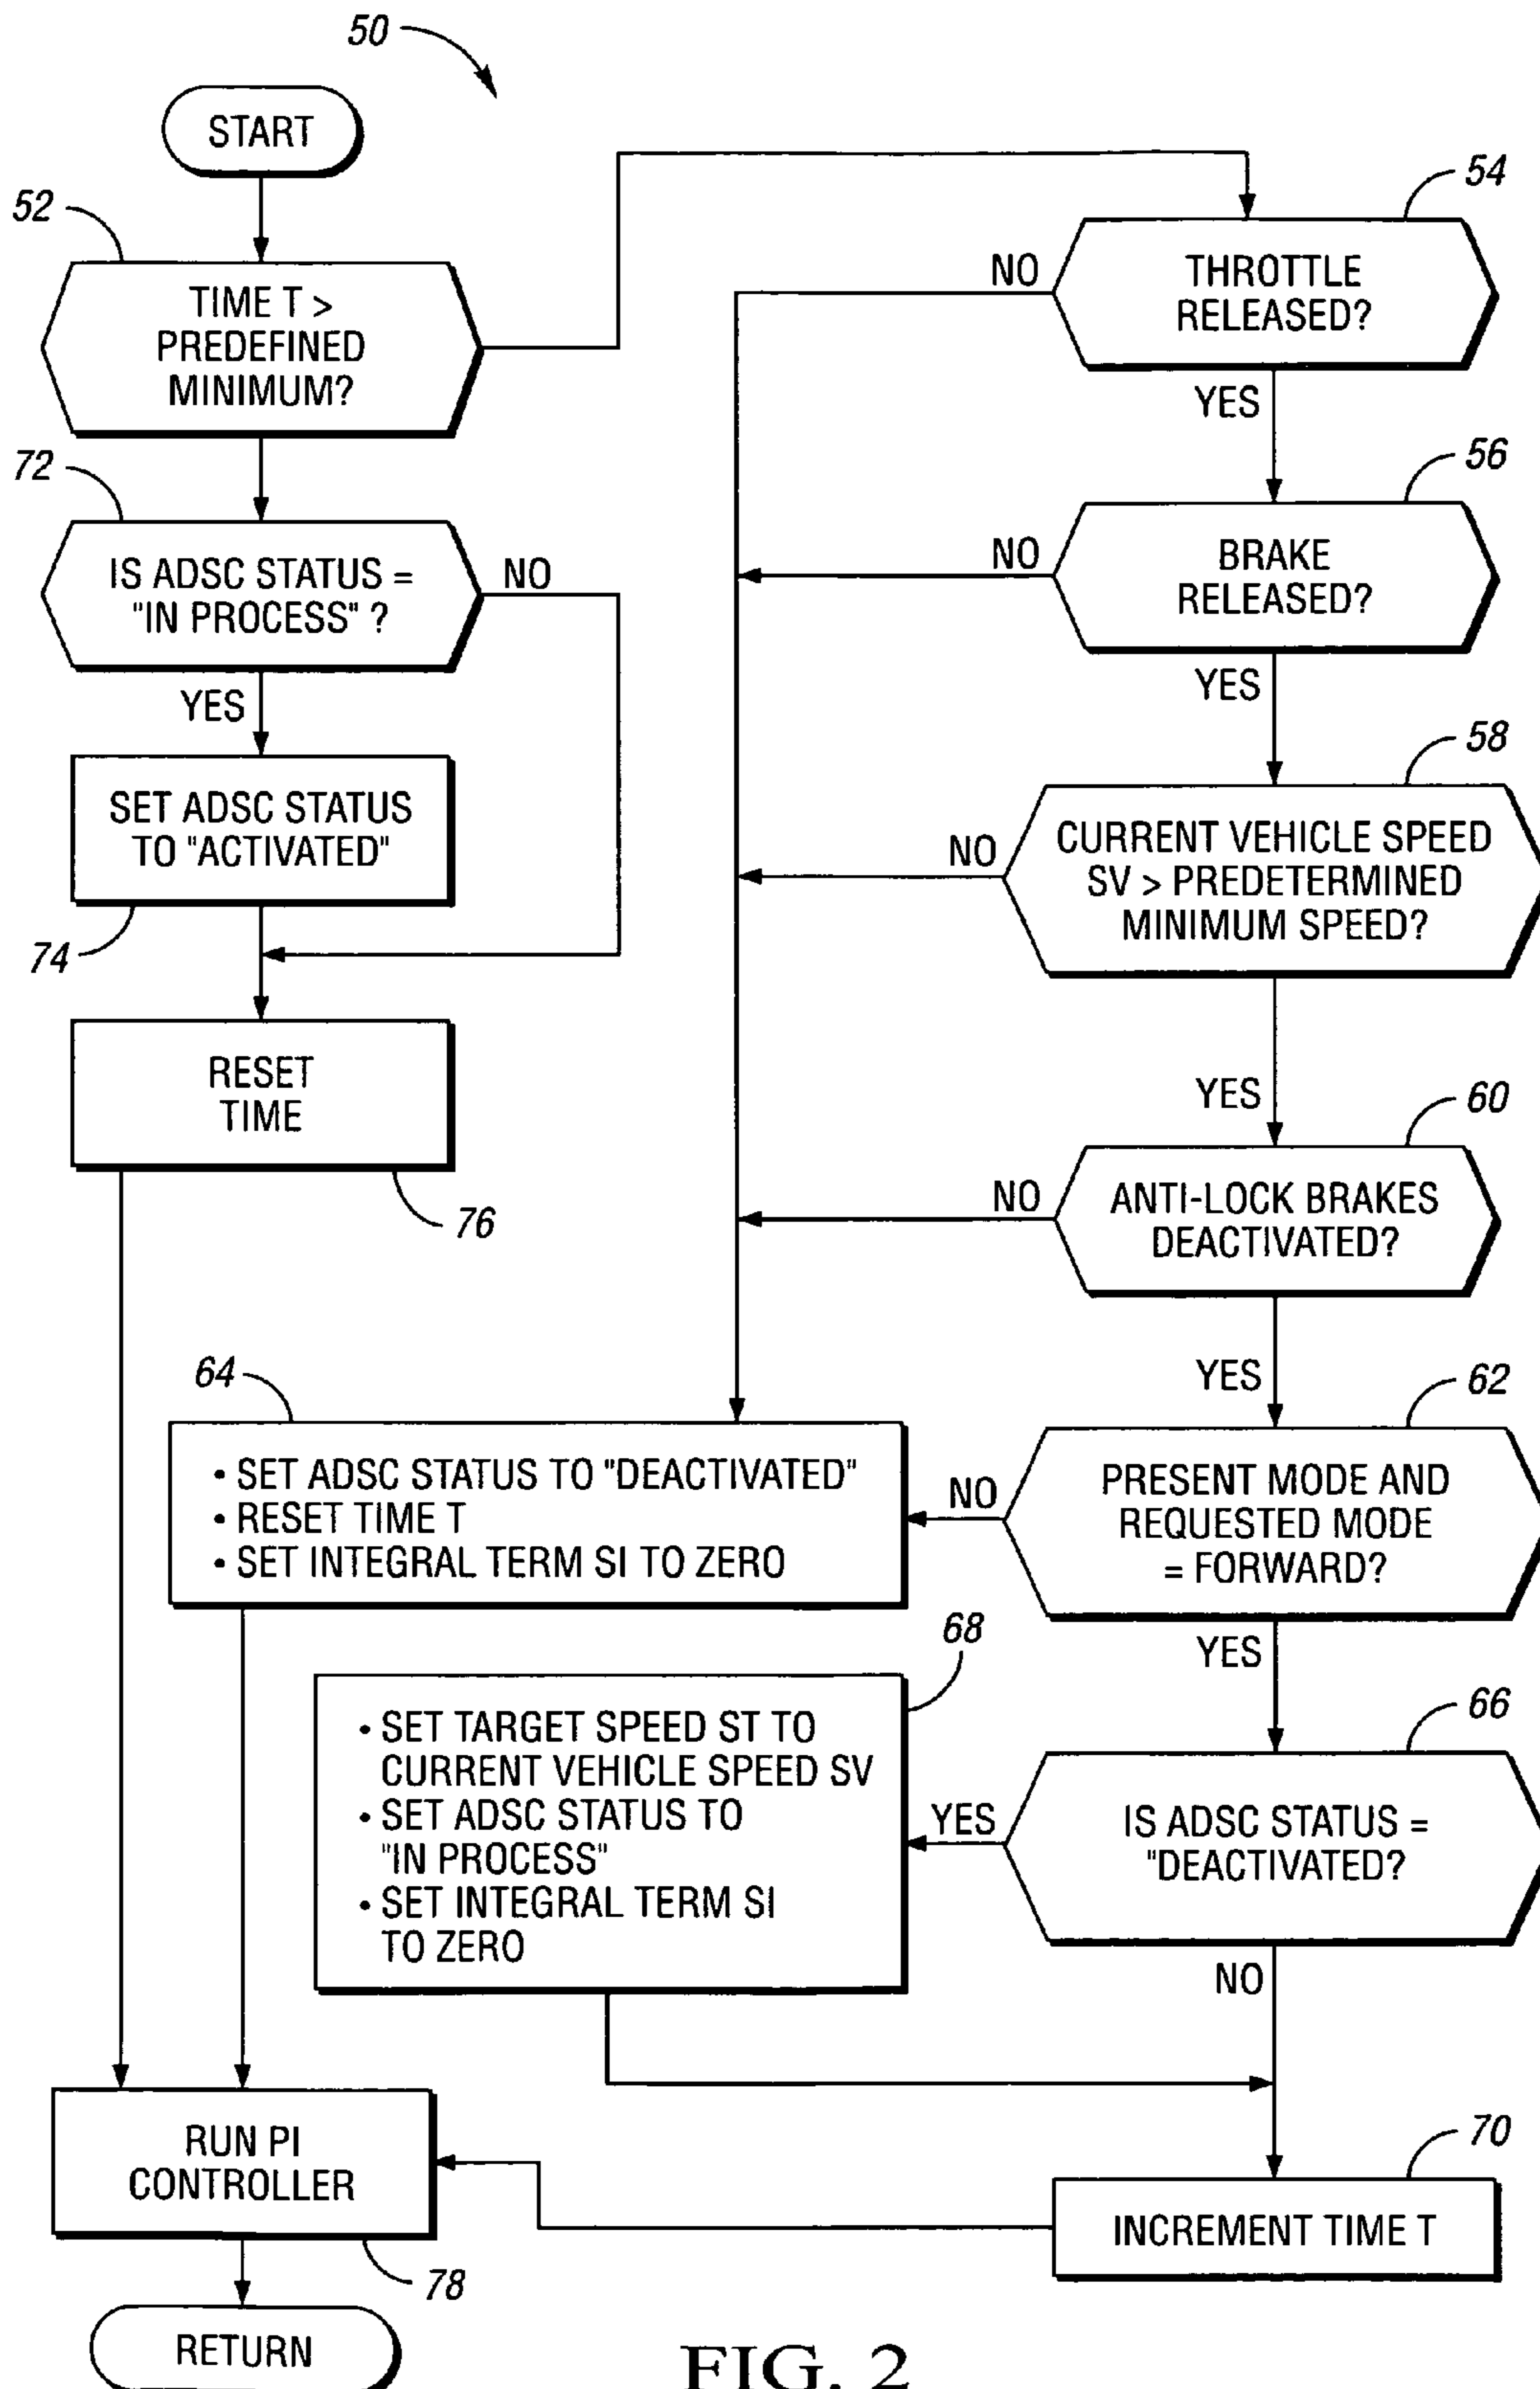 50
START
52
TIME T >
PREDEFINED
MINIMUM?
72
IS ADSC STATUS =
"IN PROCESS" ?
NO
YES
SET ADSC STATUS
TO "ACTIVATED"
74
RESET
TIME
76
54
THROTTLE
RELEASED?
NO
YES
56
BRAKE
RELEASED?
NO
YES
58
CURRENT VEHICLE SPEED
SV > PREDETERMINED
MINIMUM SPEED?
NO
YES
60
ANTI-LOCK BRAKES
DEACTIVATED?
NO
YES
62
PRESENT MODE AND
REQUESTED MODE
= FORWARD?
NO
YES
64
• SET ADSC STATUS TO "DEACTIVATED"
• RESET TIME T
• SET INTEGRAL TERM SI TO ZERO
66
IS ADSC STATUS =
"DEACTIVATED?
YES
NO
68
• SET TARGET SPEED ST TO
CURRENT VEHICLE SPEED SV
• SET ADSC STATUS TO
"IN PROCESS"
• SET INTEGRAL TERM SI
TO ZERO
70
INCREMENT TIME T
RUN PI
CONTROLLER
78
RETURN
FIG. 2